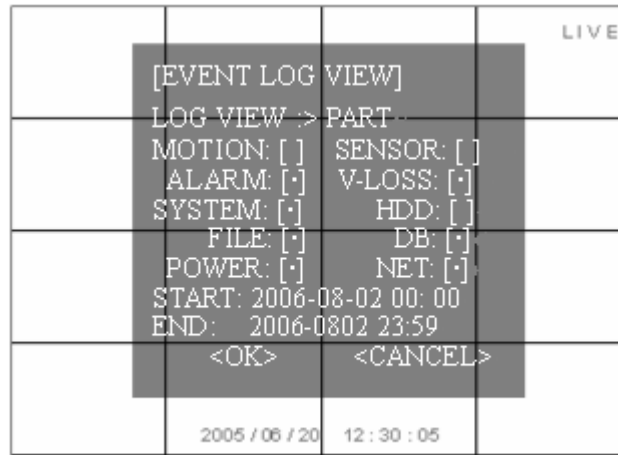 LIVE
[EVENT LOG VIEW]
LOG VIEW :> PART
MOTION: [ ] SENSOR: [ ]
ALARM: [·] V-LOSS: [·]
SYSTEM: [·] HDD: [ ]
FILE: [·] DB: [·]
POWER: [·] NET: [·]
START: 2006-08-02 00: 00
END: 2006-0802 23:59
<OK> <CANCEL>
2005 / 06 / 20 12 : 30 : 05